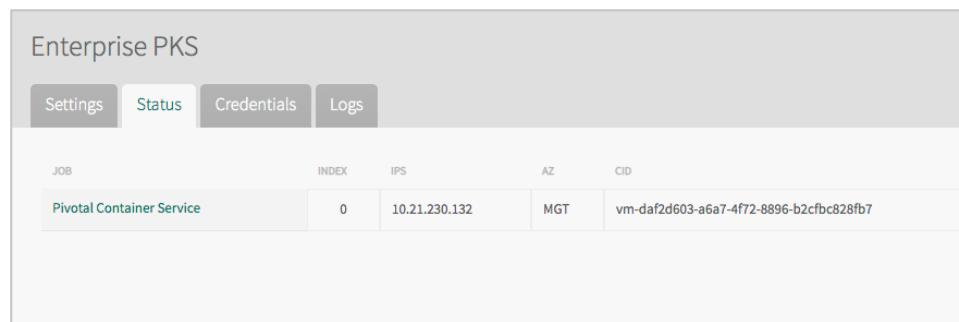 Enterprise PKS
Settings Status Credentials Logs
JOB INDEX IPS AZ CID
Pivotal Container Service 0 10.21.230.132 MGT vm-daf2d603-a6a7-4f72-8896-b2cfbc828fb7